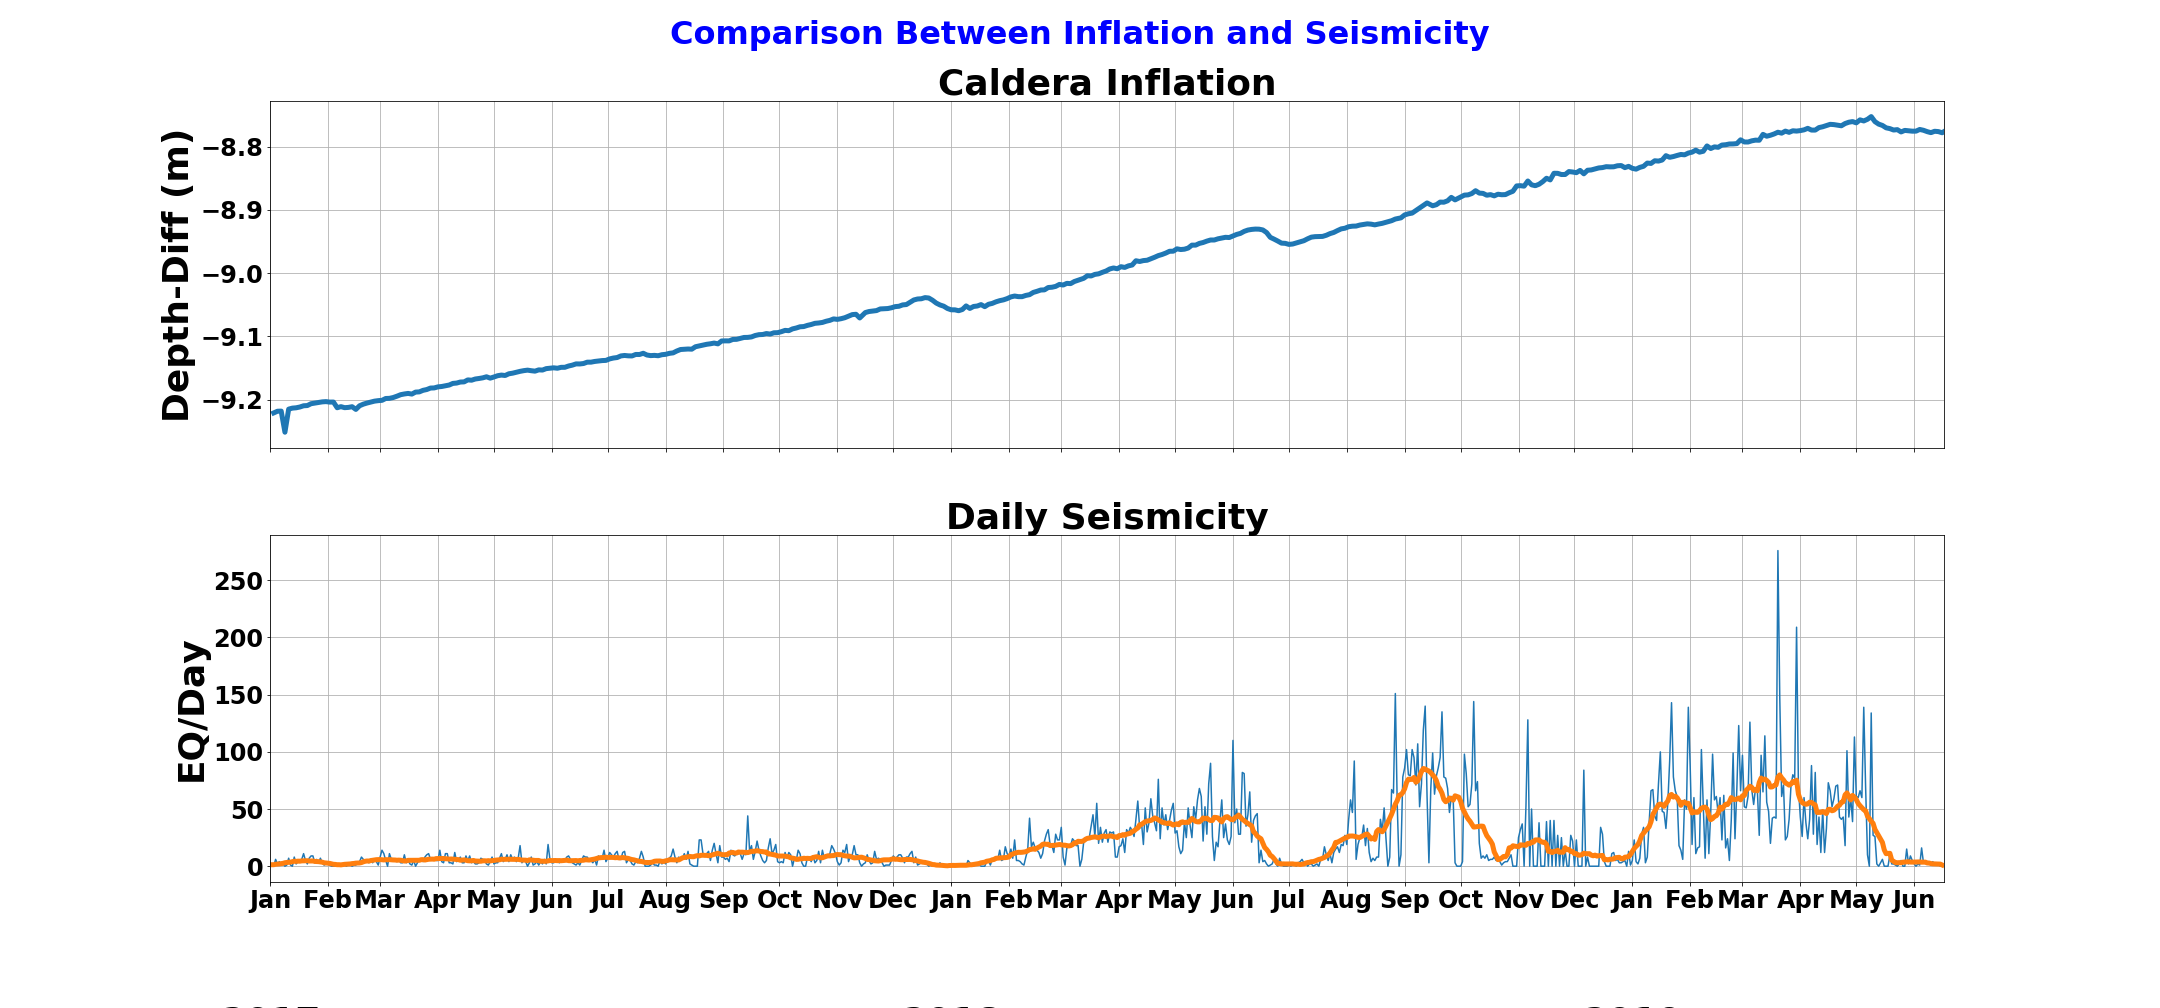 Comparison Between Inflation and Seismicity
Caldera Inflation
Depth-Diff (m)
−8.8
−8.9
−9.0
−9.1
−9.2
Daily Seismicity
EQ/Day
250
200
150
100
50
0
Jan Feb Mar Apr May Jun Jul Aug Sep Oct Nov Dec Jan Feb Mar Apr May Jun Jul Aug Sep Oct Nov Dec Jan Feb Mar Apr May Jun